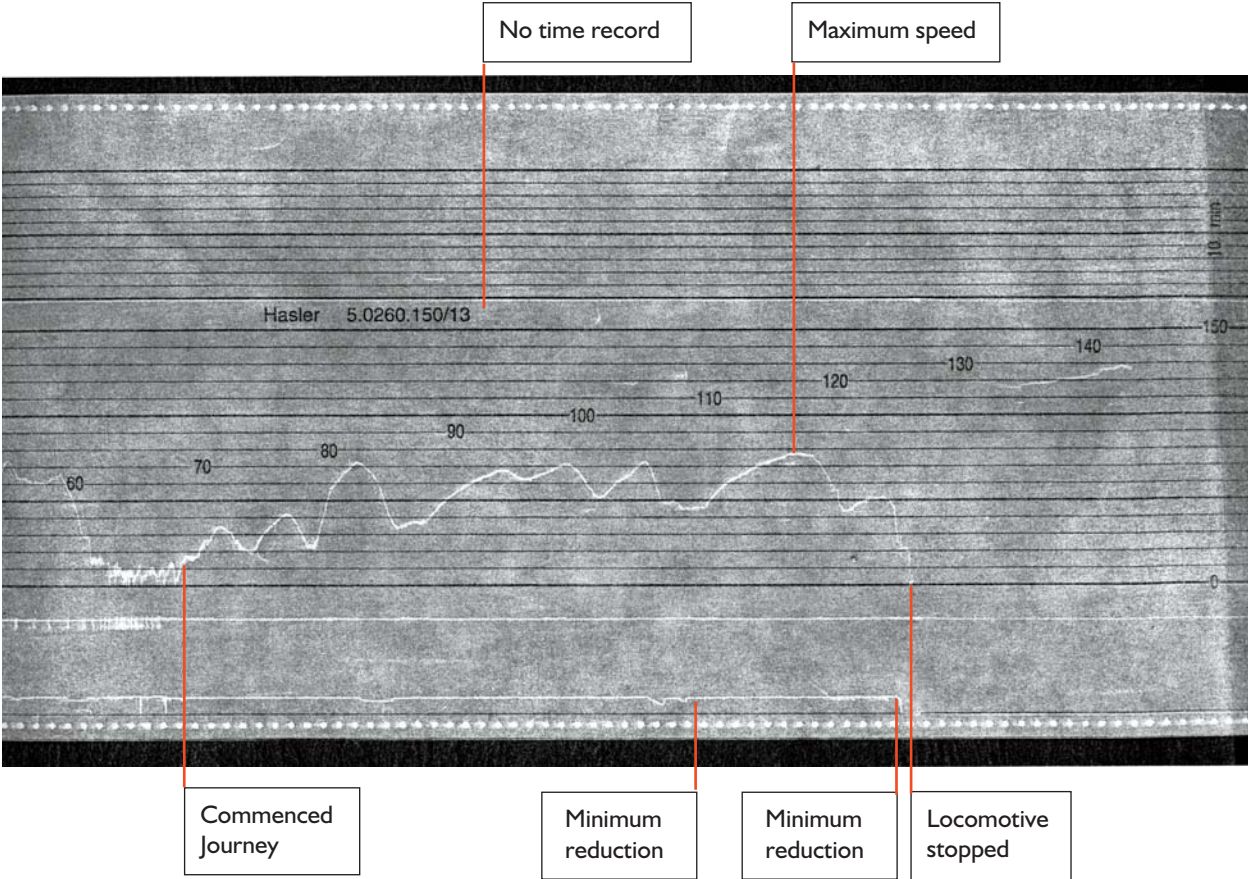 No time record
Maximum speed
10 min
Hasler 5.0260.150/13
150
140
130
120
110
100
90
80
70
60
0
Commenced
Journey
Minimum
reduction
Minimum
reduction
Locomotive
stopped